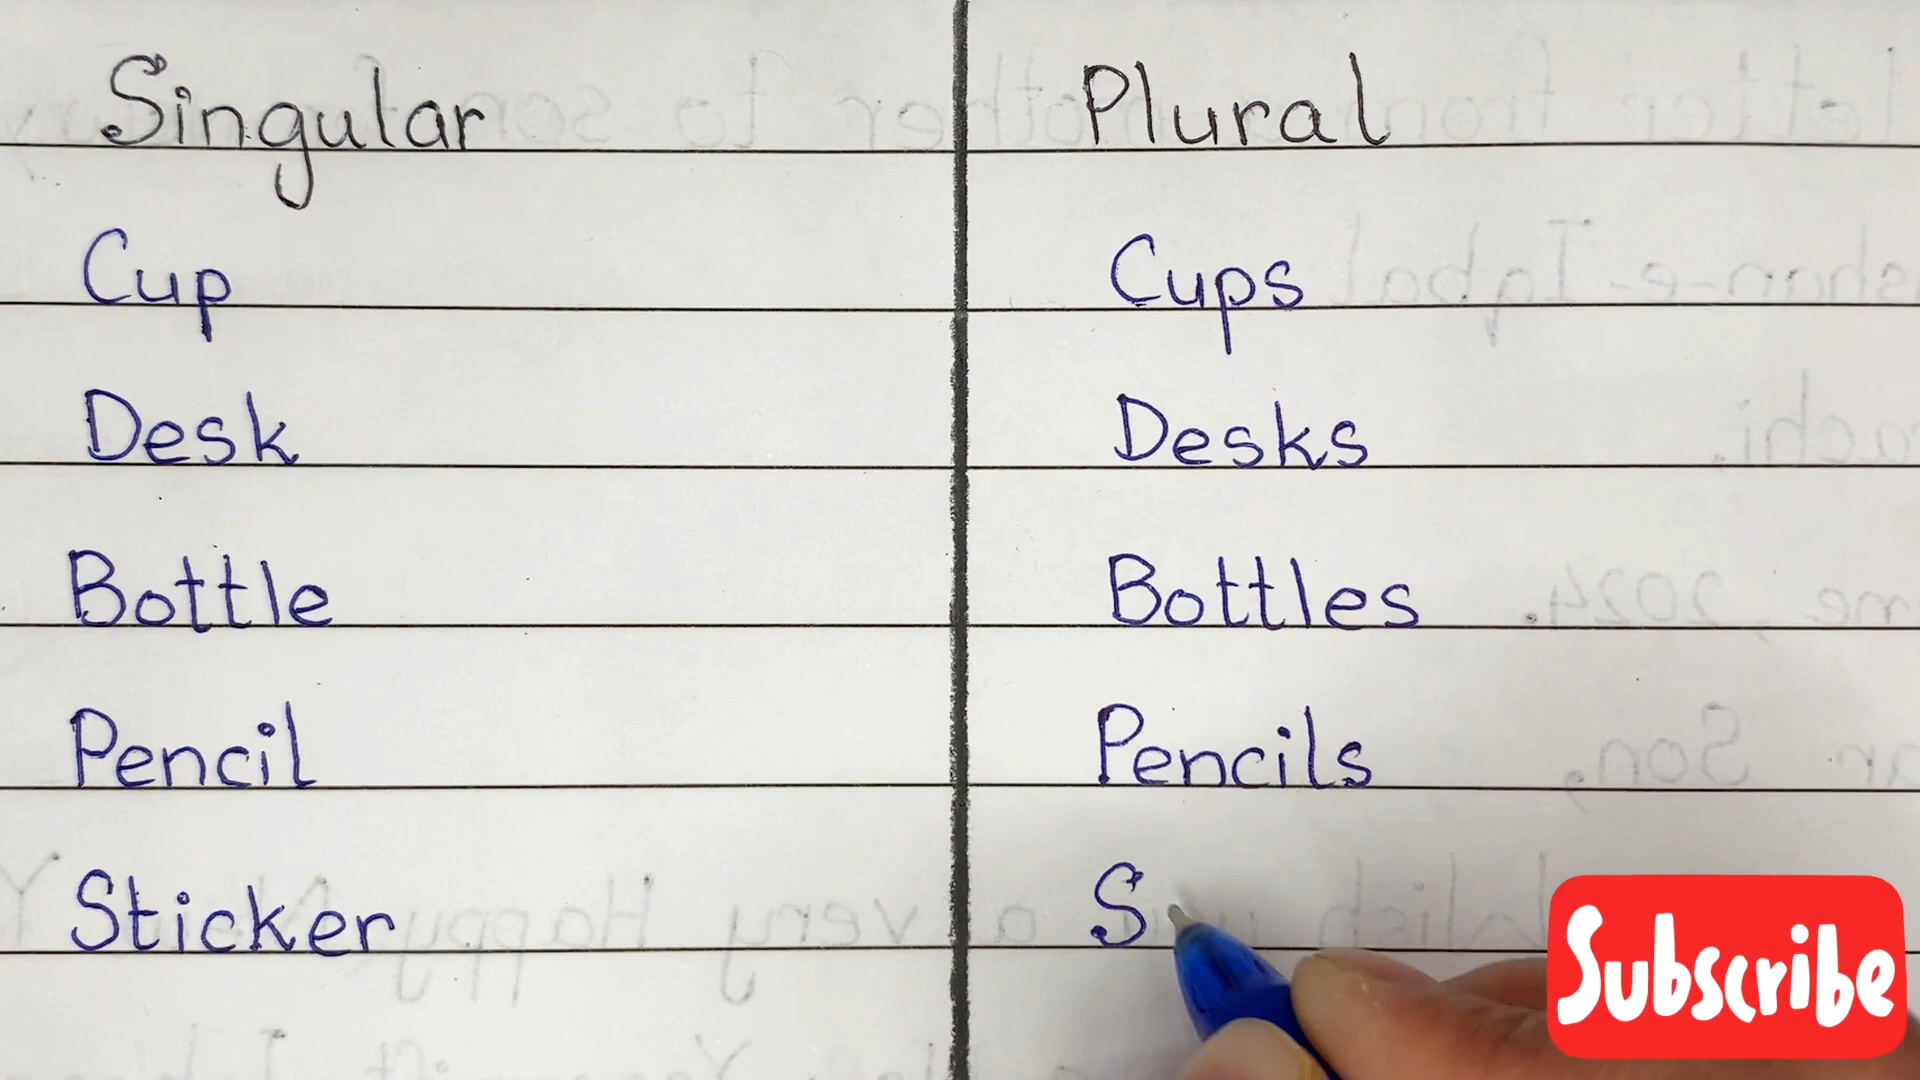 Singular Plural
Cup Cups
Desk Desks
Bottle Bottles
Pencil Pencils
Sticker S
Subscribe